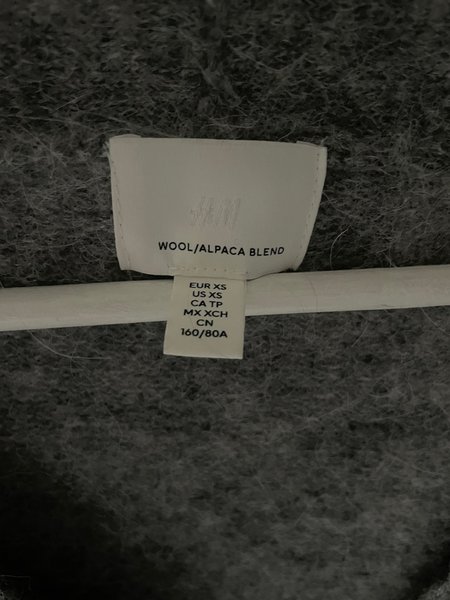 H&M
WOOL/ALPACA BLEND
EUR XS
US XS
CA TP
MX XCH
CN
160/80A